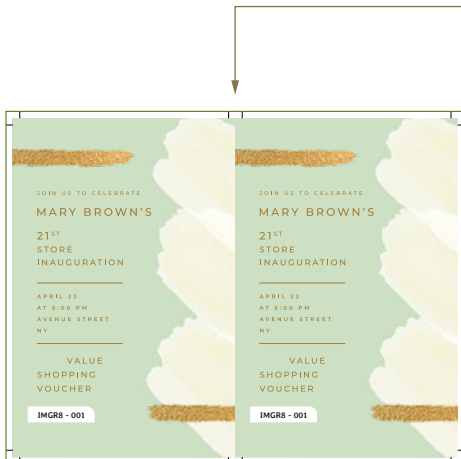 JOIN US TO CELEBRATE
MARY BROWN'S
21ST
STORE
INAUGURATION
APRIL 22
AT 5:00 PM
AVENUE STREET
NY
VALUE
SHOPPING
VOUCHER
IMGR8 - 001
JOIN US TO CELEBRATE
MARY BROWN'S
21ST
STORE
INAUGURATION
APRIL 22
AT 5:00 PM
AVENUE STREET
NY
VALUE
SHOPPING
VOUCHER
IMGR8 - 001